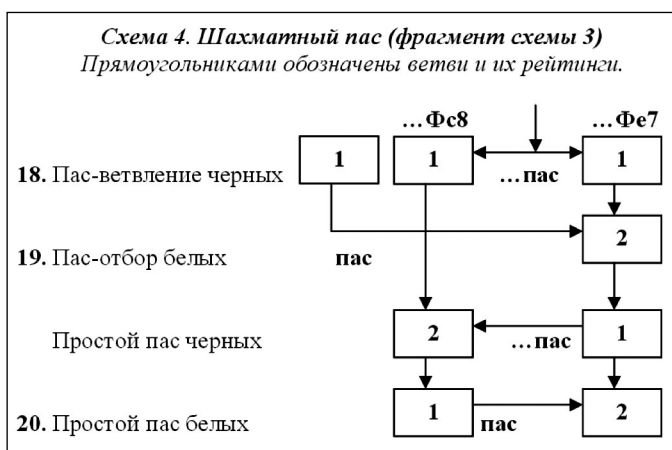 Схема 4. Шахматный пас (фрагмент схемы 3)
Прямоугольниками обозначены ветви и их рейтинги.
…Фс8 …Фе7
18. Пас-ветвление черных 1 1 …пас 1
2
19. Пас-отбор белых пас
Простой пас черных 2 …пас 1
20. Простой пас белых 1 пас 2